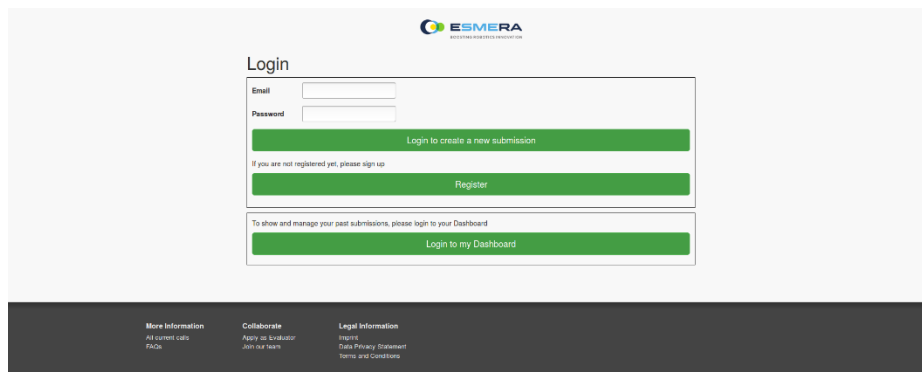 ESMERA
BOOSTING ROBOTICS INNOVATION
Login
Email
Password
Login to create a new submission
If you are not registered yet, please sign up
Register
To show and manage your past submissions, please login to your Dashboard
Login to my Dashboard
More Information
All current calls
FAQs
Collaborate
Apply as Evaluator
Join our team
Legal Information
Imprint
Data Privacy Statement
Terms and Conditions